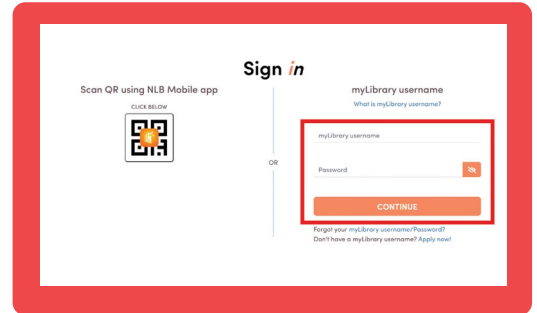 Sign in
Scan QR using NLB Mobile app
CLICK BELOW
OR
myLibrary username
What is myLibrary username?
myLibrary username
Password
CONTINUE
Forgot your myLibrary username/Password?
Don't have a myLibrary username? Apply now!